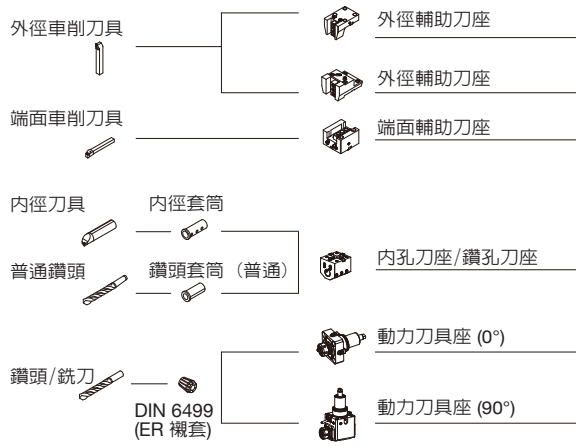 外徑車削刀具
外徑輔助刀座
外徑輔助刀座
端面車削刀具
端面輔助刀座
內徑刀具
內徑套筒
普通鑽頭
鑽頭套筒（普通）
內孔刀座/鑽孔刀座
鑽頭/銑刀
DIN 6499
(ER 襯套)
動力刀具座 (0°)
動力刀具座 (90°)